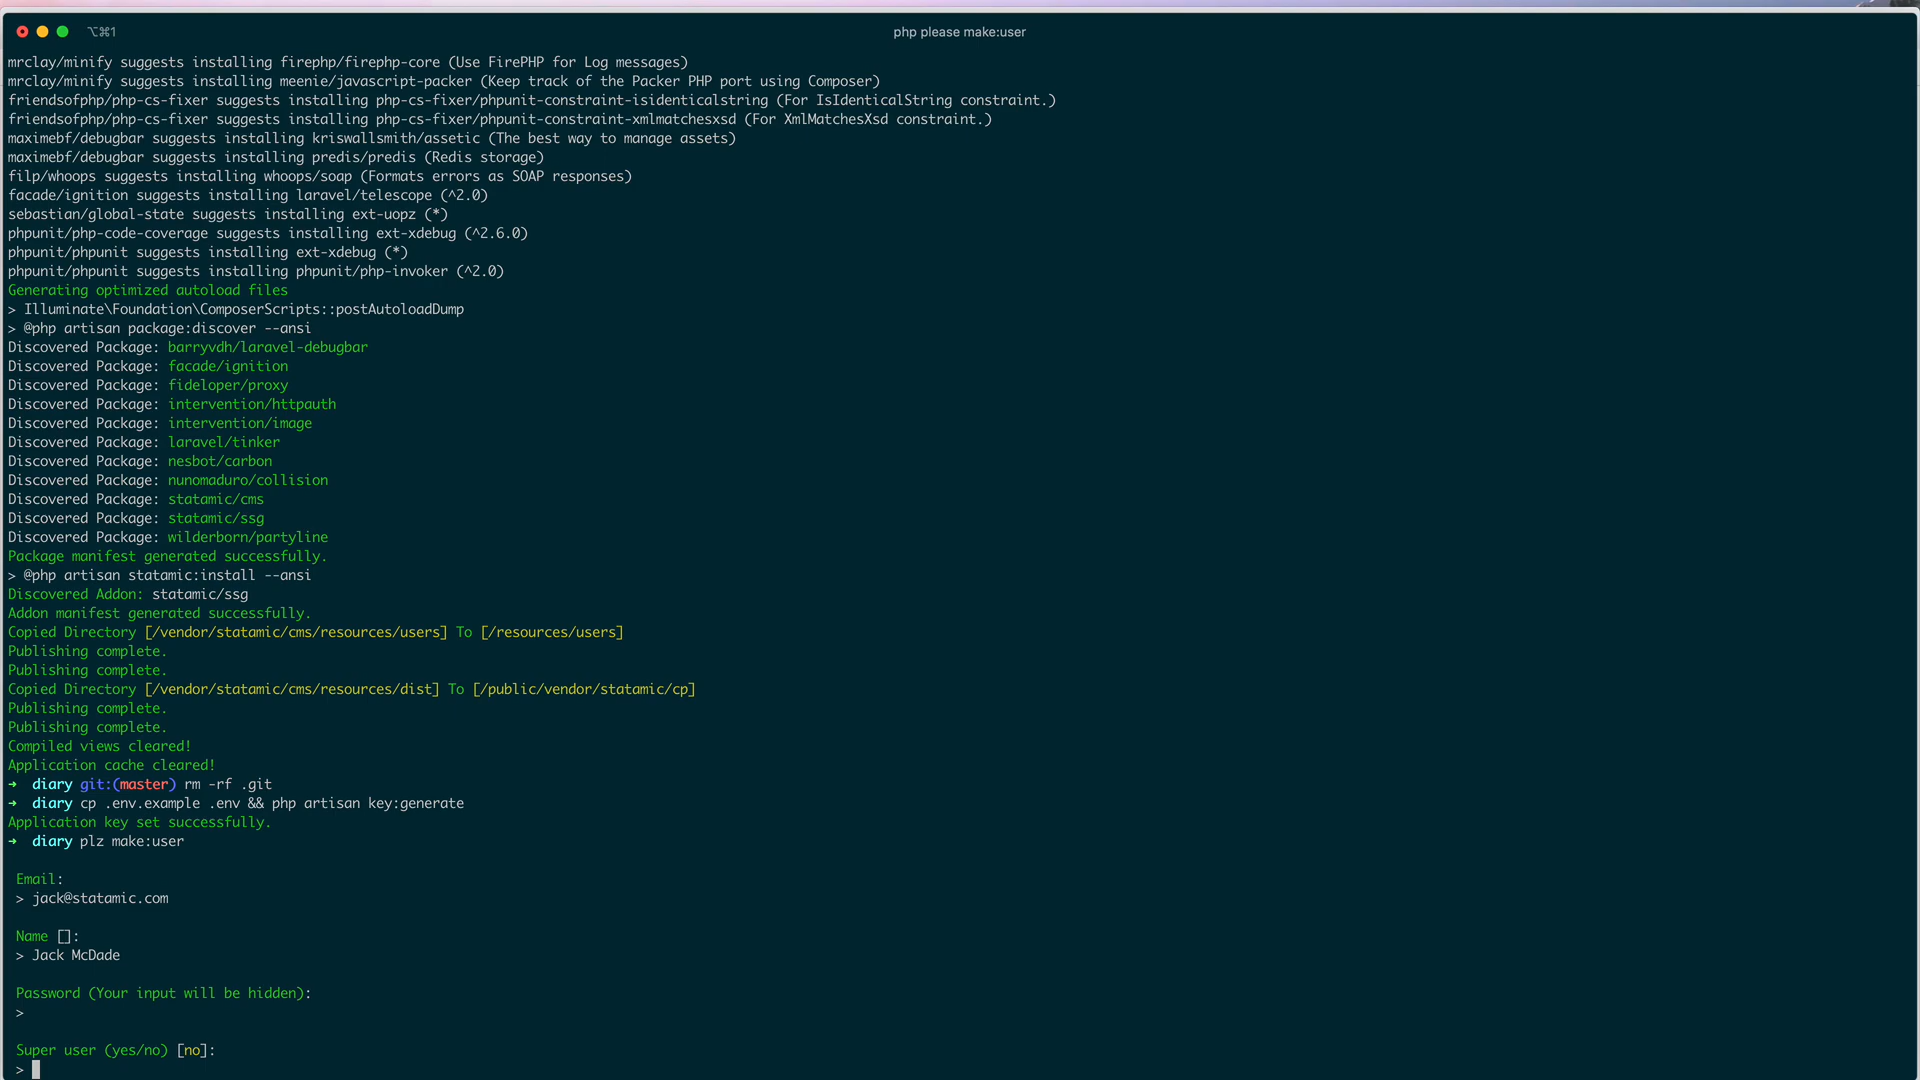 ⌥⌘1
php please make:user
mrclay/minify suggests installing firephp/firephp-core (Use FirePHP for Log messages)
mrclay/minify suggests installing meenie/javascript-packer (Keep track of the Packer PHP port using Composer)
friendsofphp/php-cs-fixer suggests installing php-cs-fixer/phpunit-constraint-isidenticalstring (For IsIdenticalString constraint.)
friendsofphp/php-cs-fixer suggests installing php-cs-fixer/phpunit-constraint-xmlmatchesxsd (For XmlMatchesXsd constraint.)
maximebf/debugbar suggests installing kriswallsmith/assetic (The best way to manage assets)
maximebf/debugbar suggests installing predis/predis (Redis storage)
filp/whoops suggests installing whoops/soap (Formats errors as SOAP responses)
facade/ignition suggests installing laravel/telescope (^2.0)
sebastian/global-state suggests installing ext-uopz (*)
phpunit/php-code-coverage suggests installing ext-xdebug (^2.6.0)
phpunit/phpunit suggests installing ext-xdebug (*)
phpunit/phpunit suggests installing phpunit/php-invoker (^2.0)
Generating optimized autoload files
> Illuminate\Foundation\ComposerScripts::postAutoloadDump
> @php artisan package:discover --ansi
Discovered Package: barryvdh/laravel-debugbar
Discovered Package: facade/ignition
Discovered Package: fideloper/proxy
Discovered Package: intervention/httpauth
Discovered Package: intervention/image
Discovered Package: laravel/tinker
Discovered Package: nesbot/carbon
Discovered Package: nunomaduro/collision
Discovered Package: statamic/cms
Discovered Package: statamic/ssg
Discovered Package: wilderborn/partyline
Package manifest generated successfully.
> @php artisan statamic:install --ansi
Discovered Addon: statamic/ssg
Addon manifest generated successfully.
Copied Directory [/vendor/statamic/cms/resources/users] To [/resources/users]
Publishing complete.
Publishing complete.
Copied Directory [/vendor/statamic/cms/resources/dist] To [/public/vendor/statamic/cp]
Publishing complete.
Publishing complete.
Compiled views cleared!
Application cache cleared!
➜ diary git:(master) rm -rf .git
➜ diary cp .env.example .env && php artisan key:generate
Application key set successfully.
➜ diary plz make:user
Email:
> jack@statamic.com
Name []:
> Jack McDade
Password (Your input will be hidden):
>
Super user (yes/no) [no]:
>